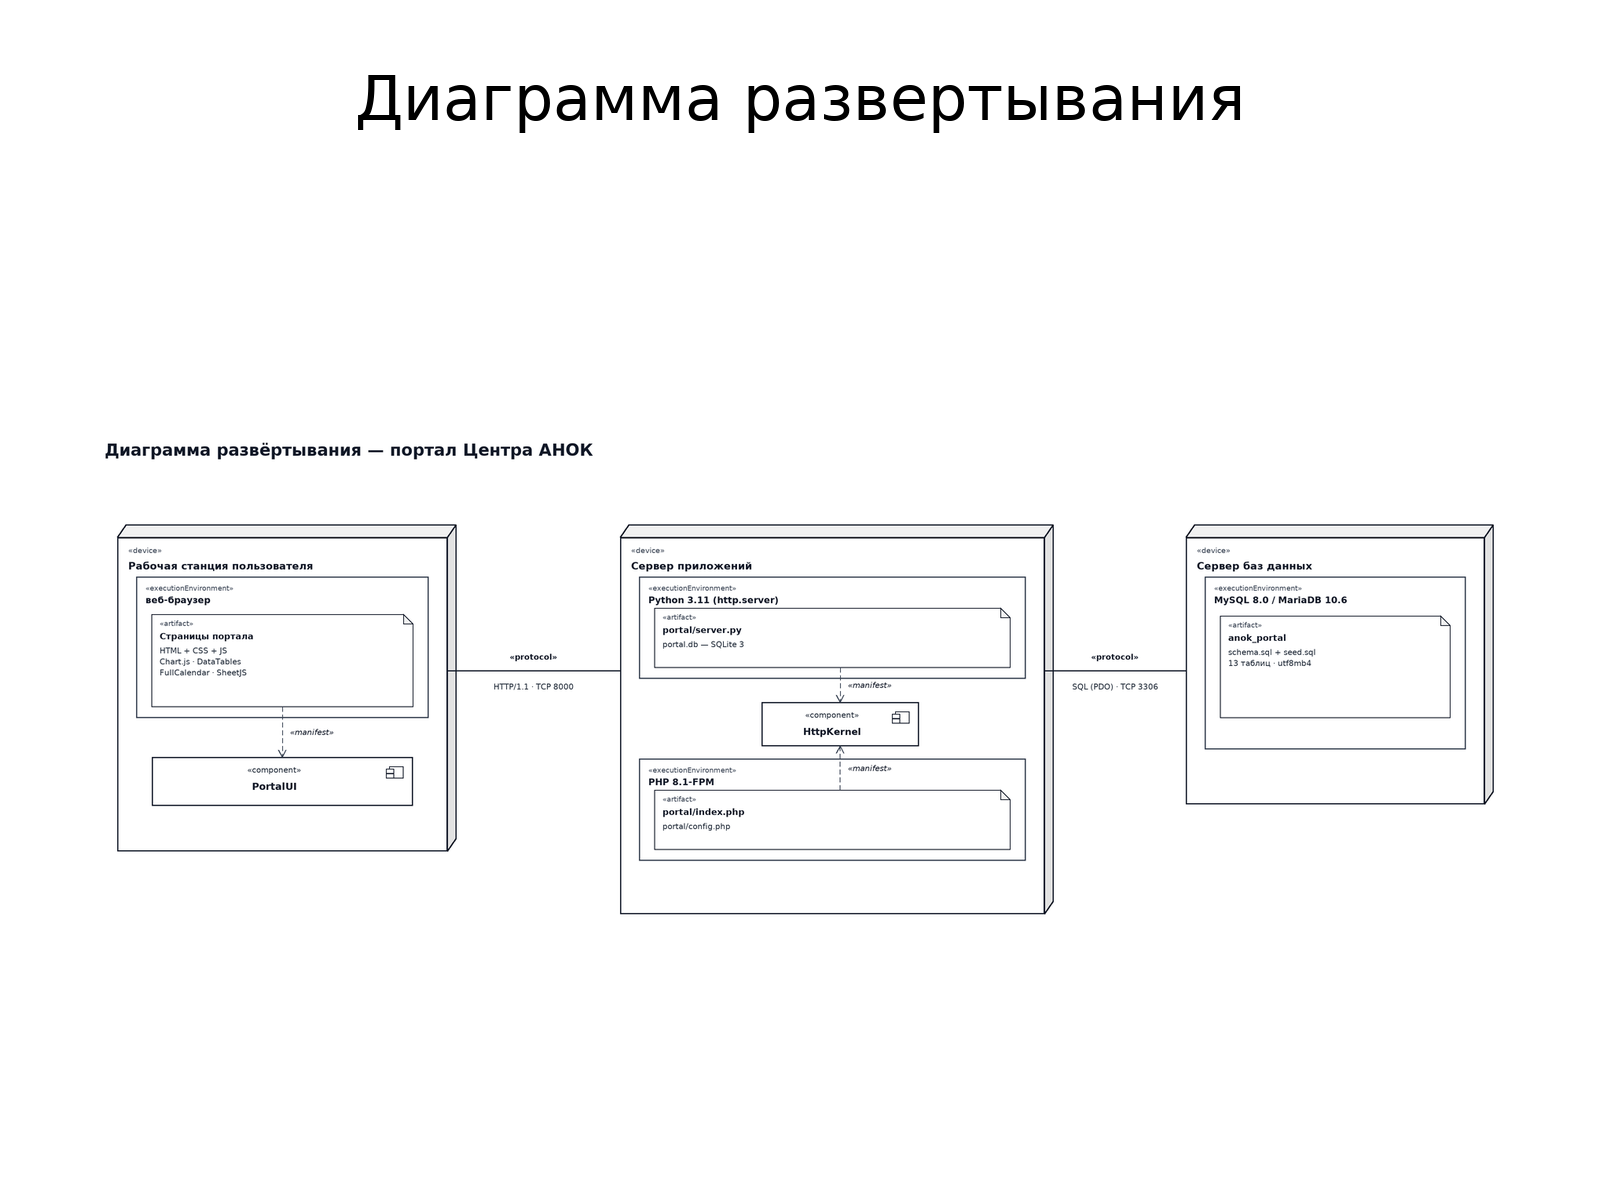 Диаграмма развертывания
Диаграмма развёртывания — портал Центра АНОК
«device»
Рабочая станция пользователя
«executionEnvironment»
веб-браузер
«artifact»
Страницы портала
HTML + CSS + JS
Chart.js · DataTables
FullCalendar · SheetJS
«manifest»
«component»
PortalUI
«protocol»
HTTP/1.1 · TCP 8000
«device»
Сервер приложений
«executionEnvironment»
Python 3.11 (http.server)
«artifact»
portal/server.py
portal.db — SQLite 3
«manifest»
«component»
HttpKernel
«manifest»
«executionEnvironment»
PHP 8.1-FPM
«artifact»
portal/index.php
portal/config.php
«protocol»
SQL (PDO) · TCP 3306
«device»
Сервер баз данных
«executionEnvironment»
MySQL 8.0 / MariaDB 10.6
«artifact»
anok_portal
schema.sql + seed.sql
13 таблиц · utf8mb4